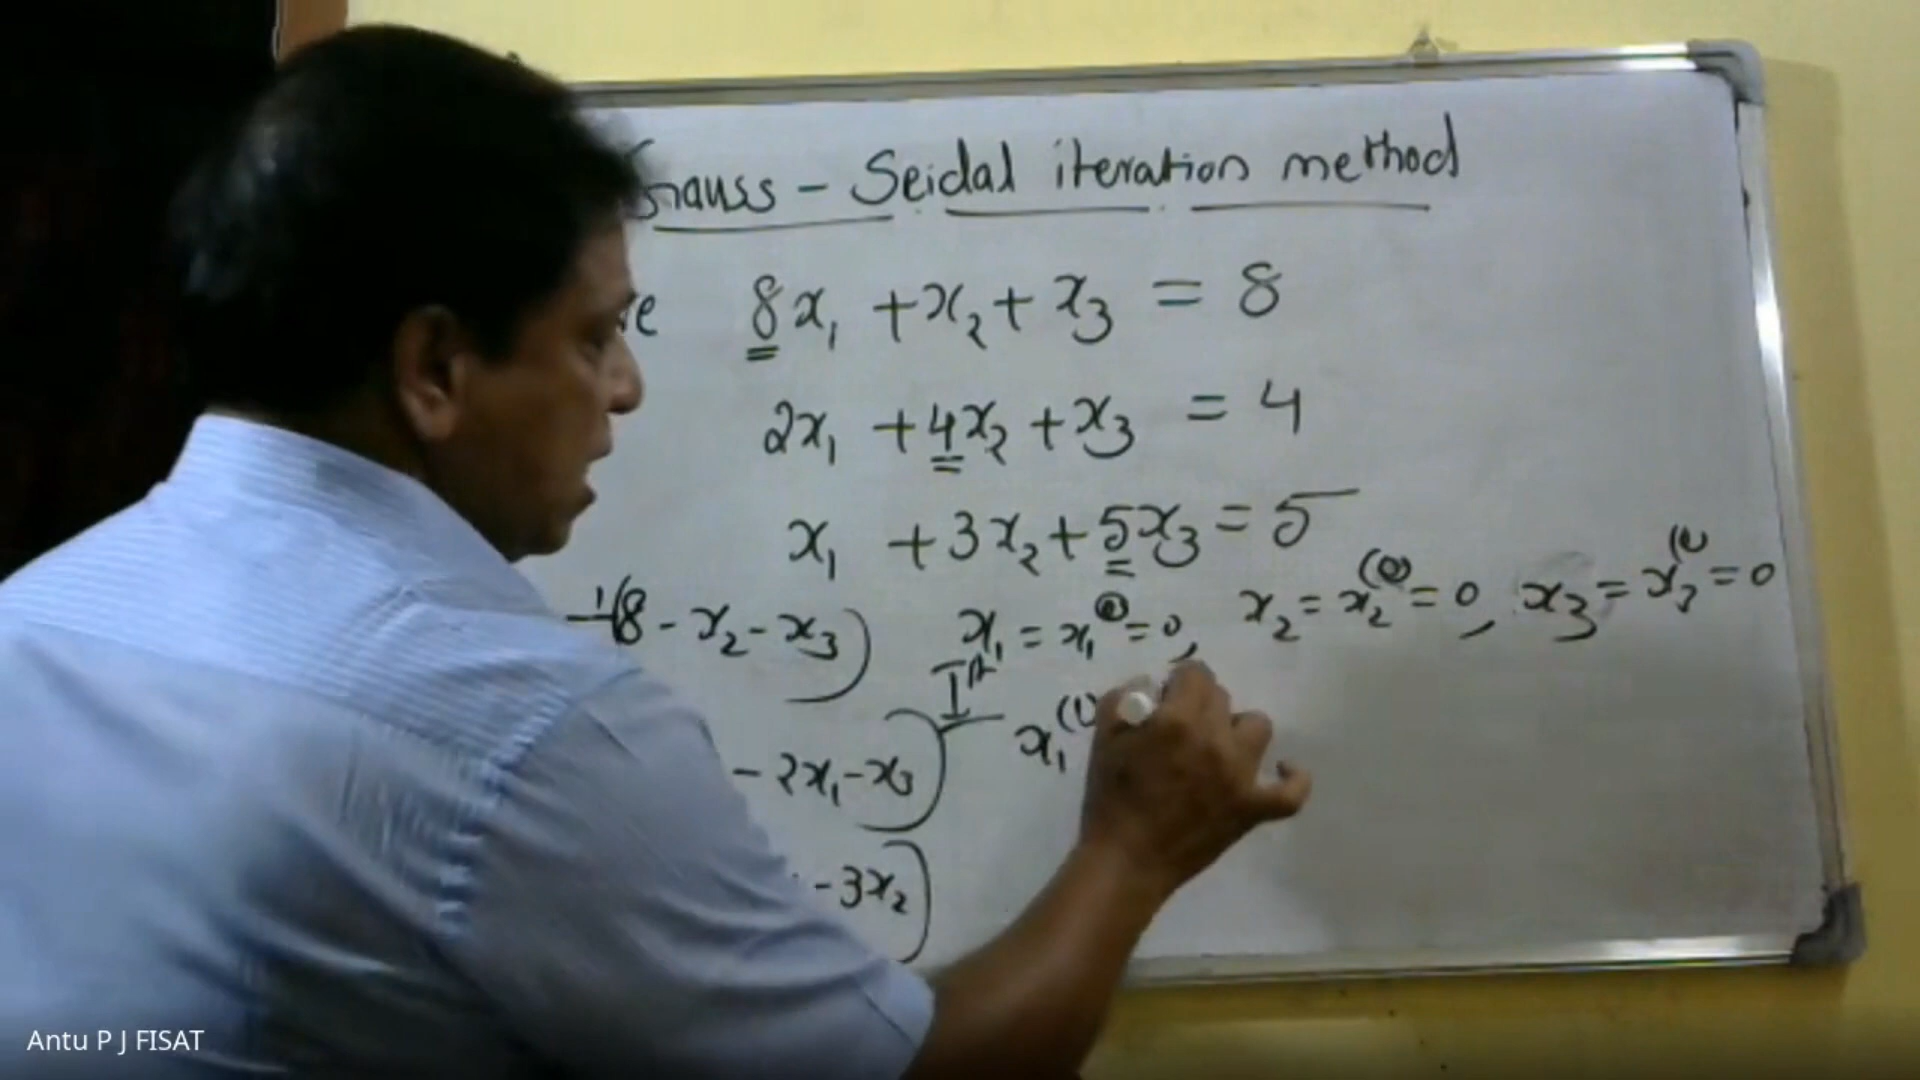 Gauss - Seidal iteration method
8x₁ + x₂ + x₃ = 8
2x₁ + 4x₂ + x₃ = 4
x₁ + 3x₂ + 5x₃ = 5
1(8 - x₂ - x₃) x₁ = x₁⁽⁰⁾ = 0, x₂ = x₂⁽⁰⁾ = 0, x₃ = x₃ = 0
- 2x₁ - x₃) x₁⁽¹⁾
- 3x₂)
Antu P J FISAT